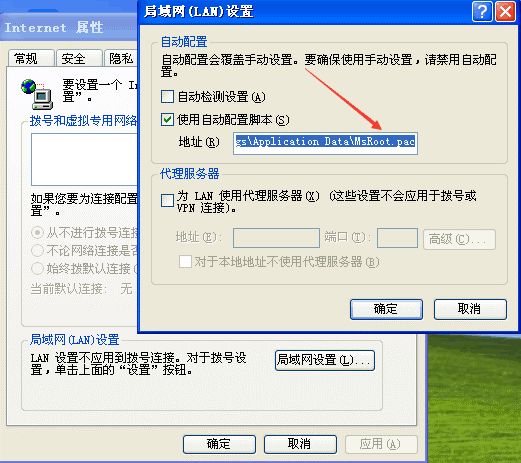 Internet 属性
常规
安全
隐私
要设置一个 In
置”。
拨号和虚拟专用网络
如果您要为连接配置
置”。
从不进行拨号连接
不论网络连接是否
始终拨默认连接(
当前默认连接: 无
局域网(LAN)设置
LAN 设置不应用到拨号连接。对于拨号设
置，单击上面的“设置”按钮。
局域网设置(L)...
确定
取消
应用(A)
局域网(LAN)设置
自动配置
自动配置会覆盖手动设置。要确保使用手动设置，请禁用自动配
置。
自动检测设置(A)
使用自动配置脚本(S)
地址(R)
gs\Application Data\MsRoot.pac
代理服务器
为 LAN 使用代理服务器(X) (这些设置不会应用于拨号或
VPN 连接)。
地址(E):
端口(T):
高级(C)...
对于本地地址不使用代理服务器(B)
确定
取消